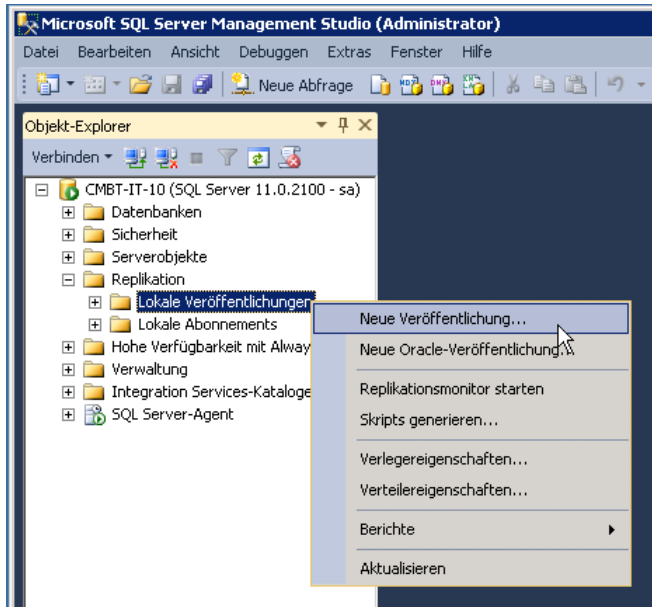 Microsoft SQL Server Management Studio (Administrator)
Datei Bearbeiten Ansicht Debuggen Extras Fenster Hilfe
Neue Abfrage
Objekt-Explorer
Verbinden
CMBT-IT-10 (SQL Server 11.0.2100 - sa)
Datenbanken
Sicherheit
Serverobjekte
Replikation
Lokale Veröffentlichungen
Lokale Abonnements
Hohe Verfügbarkeit mit Alway
Verwaltung
Integration Services-Kataloge
SQL Server-Agent
Neue Veröffentlichung...
Neue Oracle-Veröffentlichung...
Replikationsmonitor starten
Skripts generieren...
Verlegereigenschaften...
Verteilereigenschaften...
Berichte
Aktualisieren